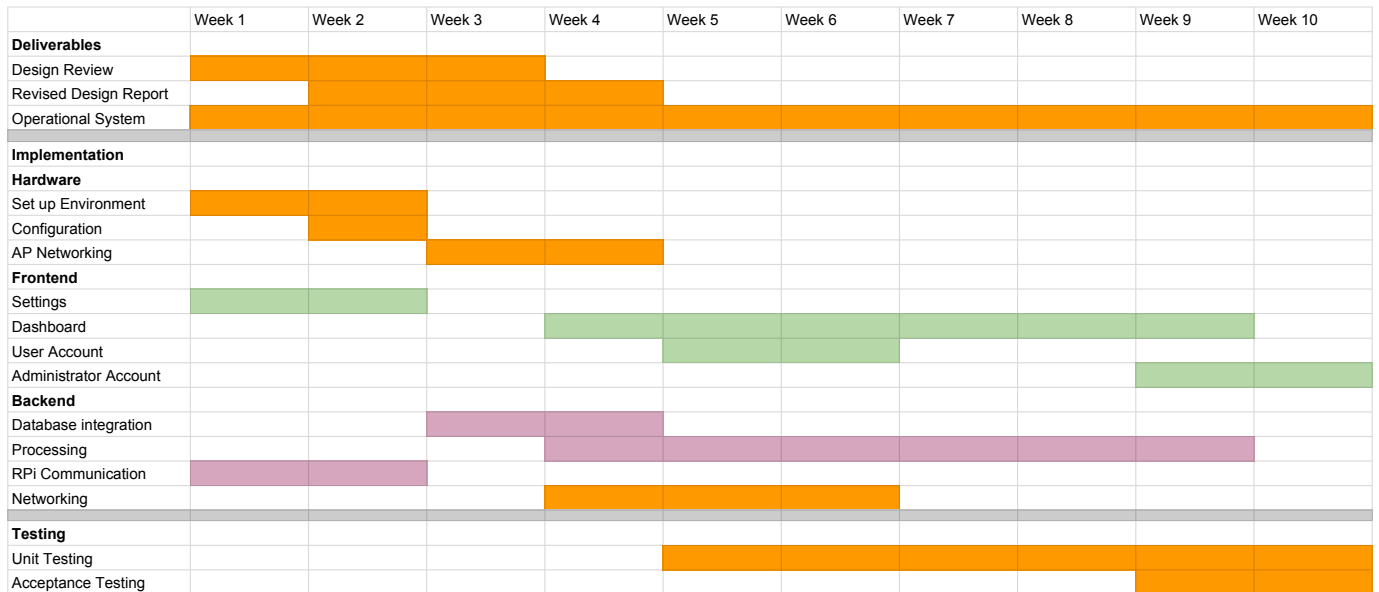 Week 1 Week 2 Week 3 Week 4 Week 5 Week 6 Week 7 Week 8 Week 9 Week 10
Deliverables
Design Review
Revised Design Report
Operational System
Implementation
Hardware
Set up Environment
Configuration
AP Networking
Frontend
Settings
Dashboard
User Account
Administrator Account
Backend
Database integration
Processing
RPi Communication
Networking
Testing
Unit Testing
Acceptance Testing